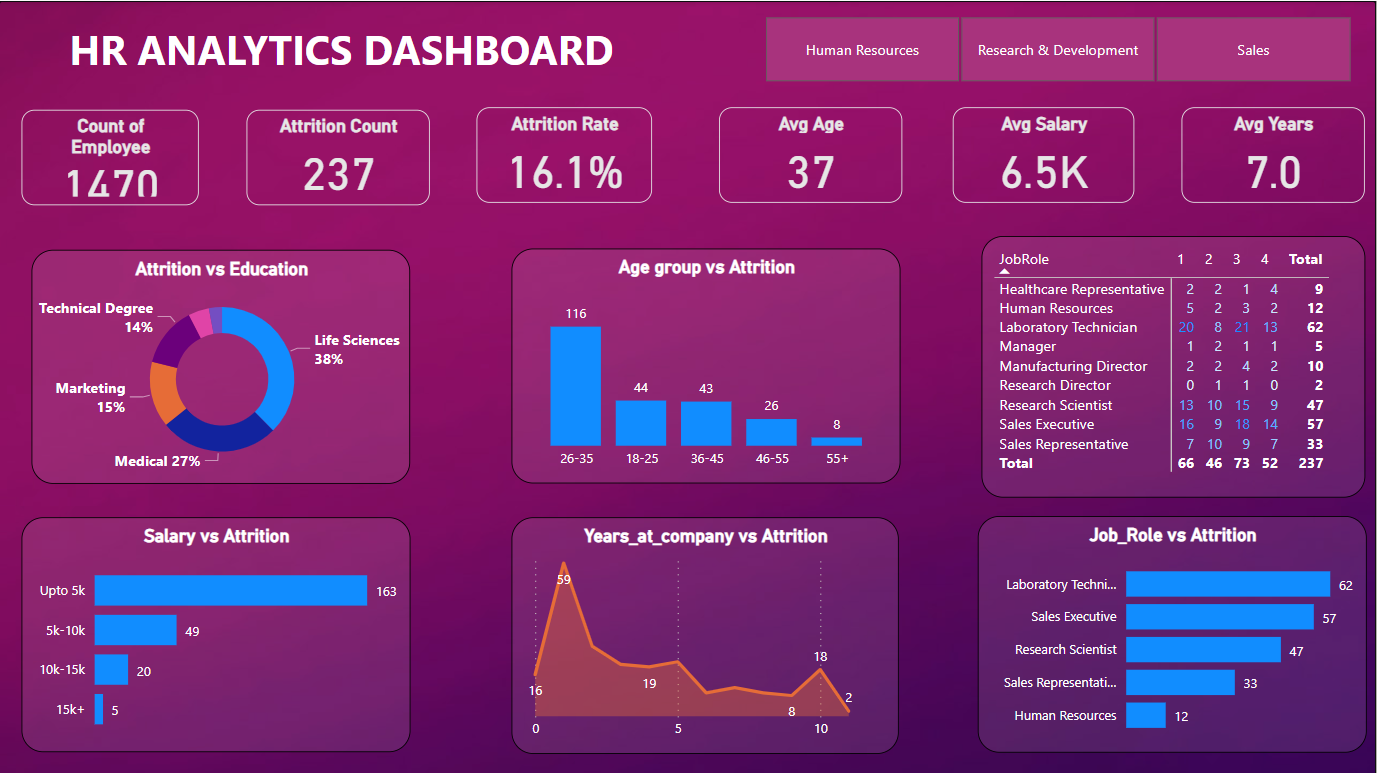 HR ANALYTICS DASHBOARD
Human Resources
Research & Development
Sales
Count of
Employee
1470
Attrition Count
237
Attrition Rate
16.1%
Avg Age
37
Avg Salary
6.5K
Avg Years
7.0
Attrition vs Education
Technical Degree
14%
Life Sciences
38%
Marketing
15%
Medical 27%
Age group vs Attrition
116
44
43
26
8
26-35
18-25
36-45
46-55
55+
JobRole 1 2 3 4 Total
Healthcare Representative 2 2 1 4 9
Human Resources 5 2 3 2 12
Laboratory Technician 20 8 21 13 62
Manager 1 2 1 1 5
Manufacturing Director 2 2 4 2 10
Research Director 0 1 1 0 2
Research Scientist 13 10 15 9 47
Sales Executive 16 9 18 14 57
Sales Representative 7 10 9 7 33
Total 66 46 73 52 237
Salary vs Attrition
Upto 5k 163
5k-10k 49
10k-15k 20
15k+ 5
Years_at_company vs Attrition
59
18
16
19
8
2
0 5 10
Job_Role vs Attrition
Laboratory Techni... 62
Sales Executive 57
Research Scientist 47
Sales Representati... 33
Human Resources 12